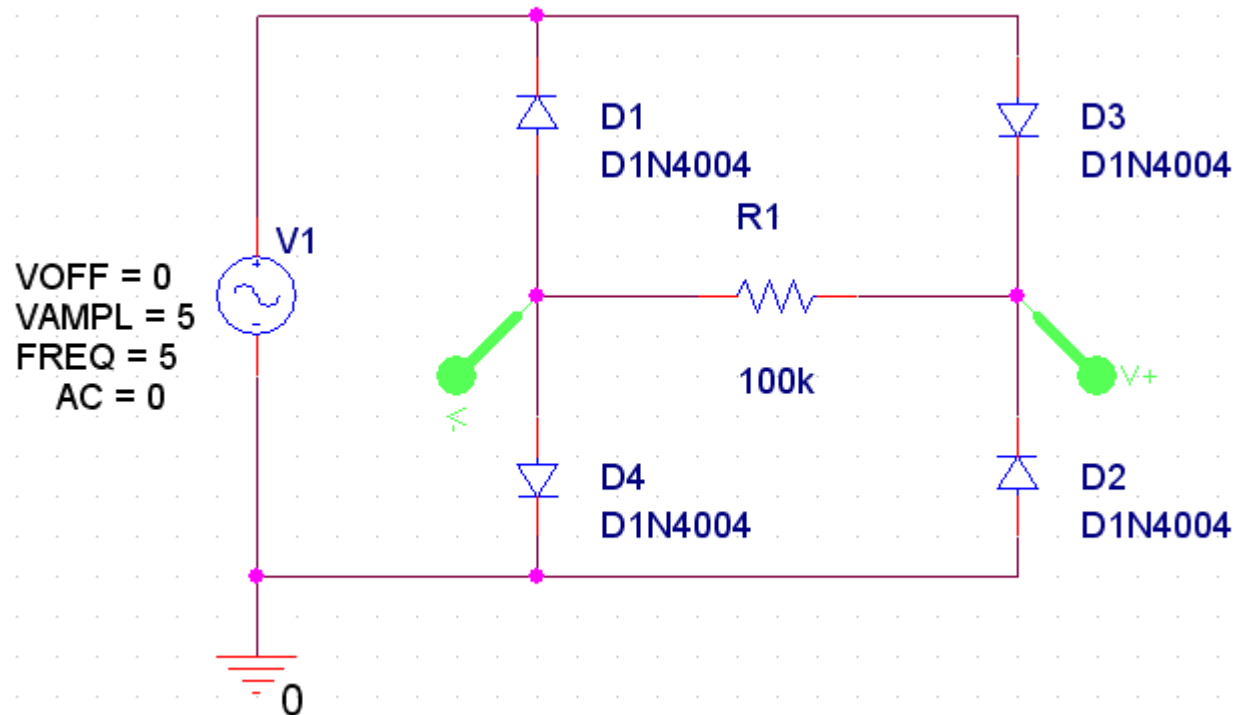 D1
D1N4004
D3
D1N4004
R1
V1
VOFF = 0
VAMPL = 5
FREQ = 5
AC = 0
100k
V+
V-
D4
D1N4004
D2
D1N4004
0